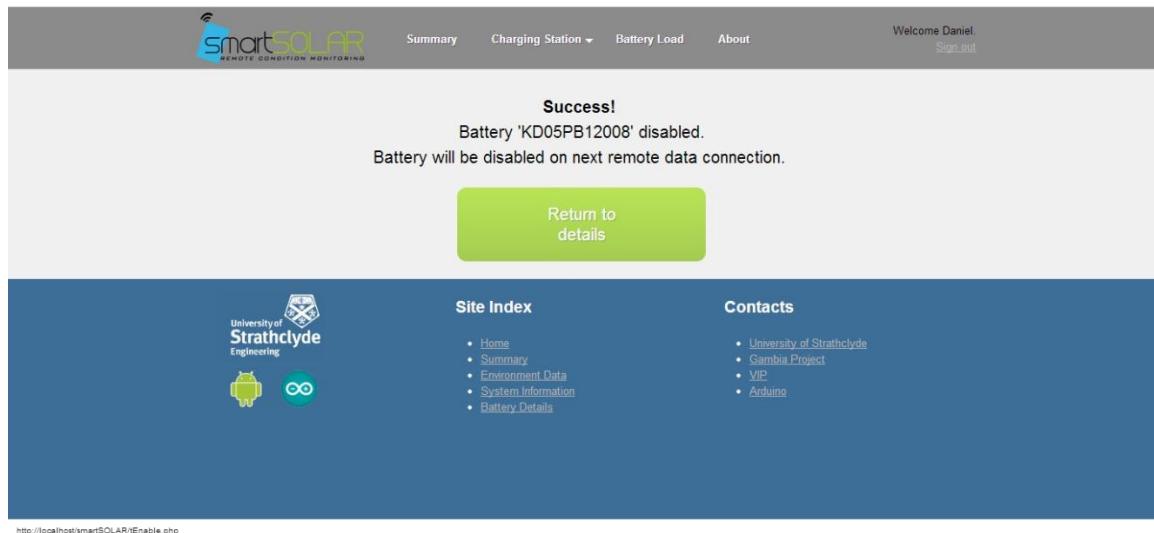 smartSOLAR
REMOTE CONDITION MONITORING
Summary
Charging Station
Battery Load
About
Welcome Daniel.
Sign out
Success!
Battery 'KD05PB12008' disabled.
Battery will be disabled on next remote data connection.
Return to
details
University of
Strathclyde
Engineering
Site Index
Home
Summary
Environment Data
System Information
Battery Details
Contacts
University of Strathclyde
Gambia Project
VIP
Arduino
http://localhost/smartSOLAR/tEnable.php